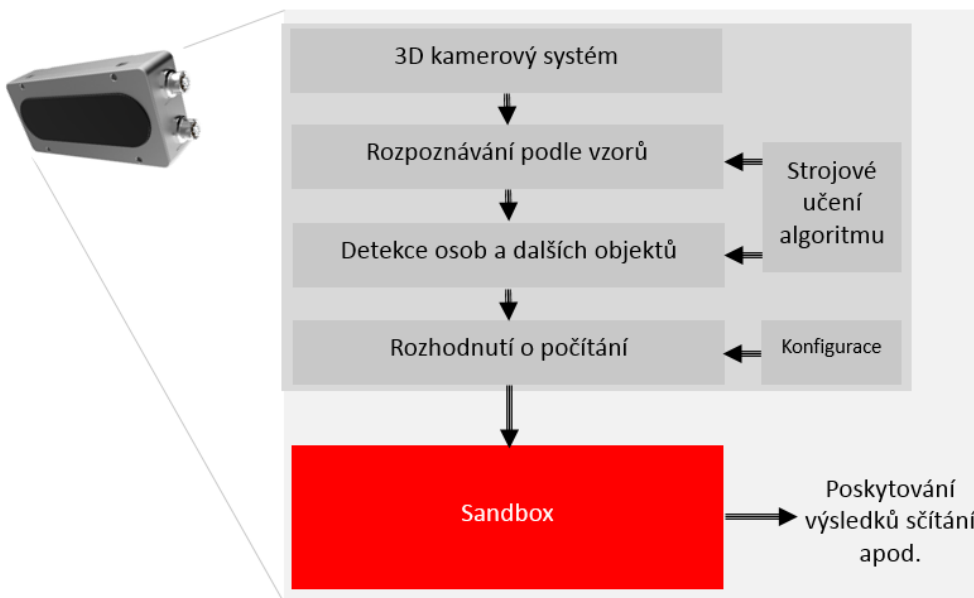 3D kamerový systém
Rozpoznávání podle vzorů
Strojové
učení
algoritmu
Detekce osob a dalších objektů
Rozhodnutí o počítání
Konfigurace
Sandbox
Poskytování
výsledků sčítání
apod.